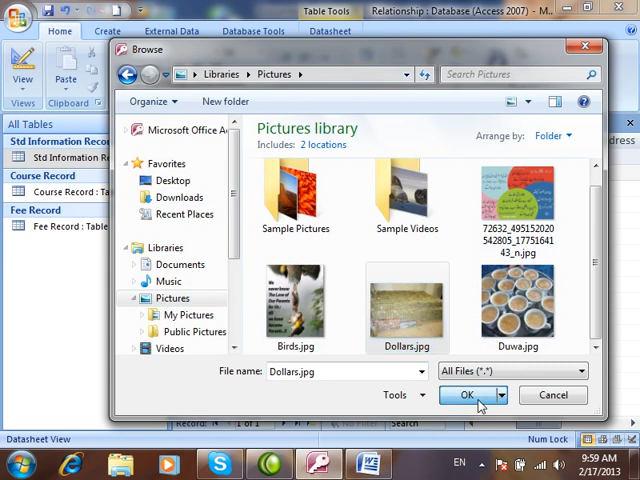 Table Tools
Relationship : Database (Access 2007) - M...
Home
Create
External Data
Database Tools
Datasheet
View
Paste
Views
Clipboard
Browse
Libraries
Pictures
Search Pictures
Organize
New folder
All Tables
Std Information Recor
Std Information Re
Course Record
Course Record : Tab
Fee Record
Fee Record : Table
Microsoft Office Ac
Favorites
Desktop
Downloads
Recent Places
Libraries
Documents
Music
Pictures
My Pictures
Public Pictures
Videos
Pictures library
Includes: 2 locations
Arrange by:
Folder
dress
Sample Pictures
Sample Videos
72632_495152020
542805_17751641
43_n.jpg
Birds.jpg
Dollars.jpg
Duwa.jpg
File name:
Dollars.jpg
All Files (*.*)
Tools
OK
Cancel
Record:
1 of 1
Search
Datasheet View
Num Lock
EN
9:59 AM
2/17/2013